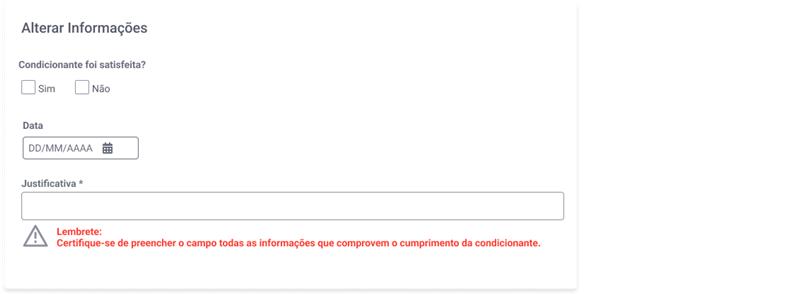 Alterar Informações
Condicionante foi satisfeita?
Sim Não
Data
DD/MM/AAAA
Justificativa *
Lembrete:
Certifique-se de preencher o campo todas as informações que comprovem o cumprimento da condicionante.